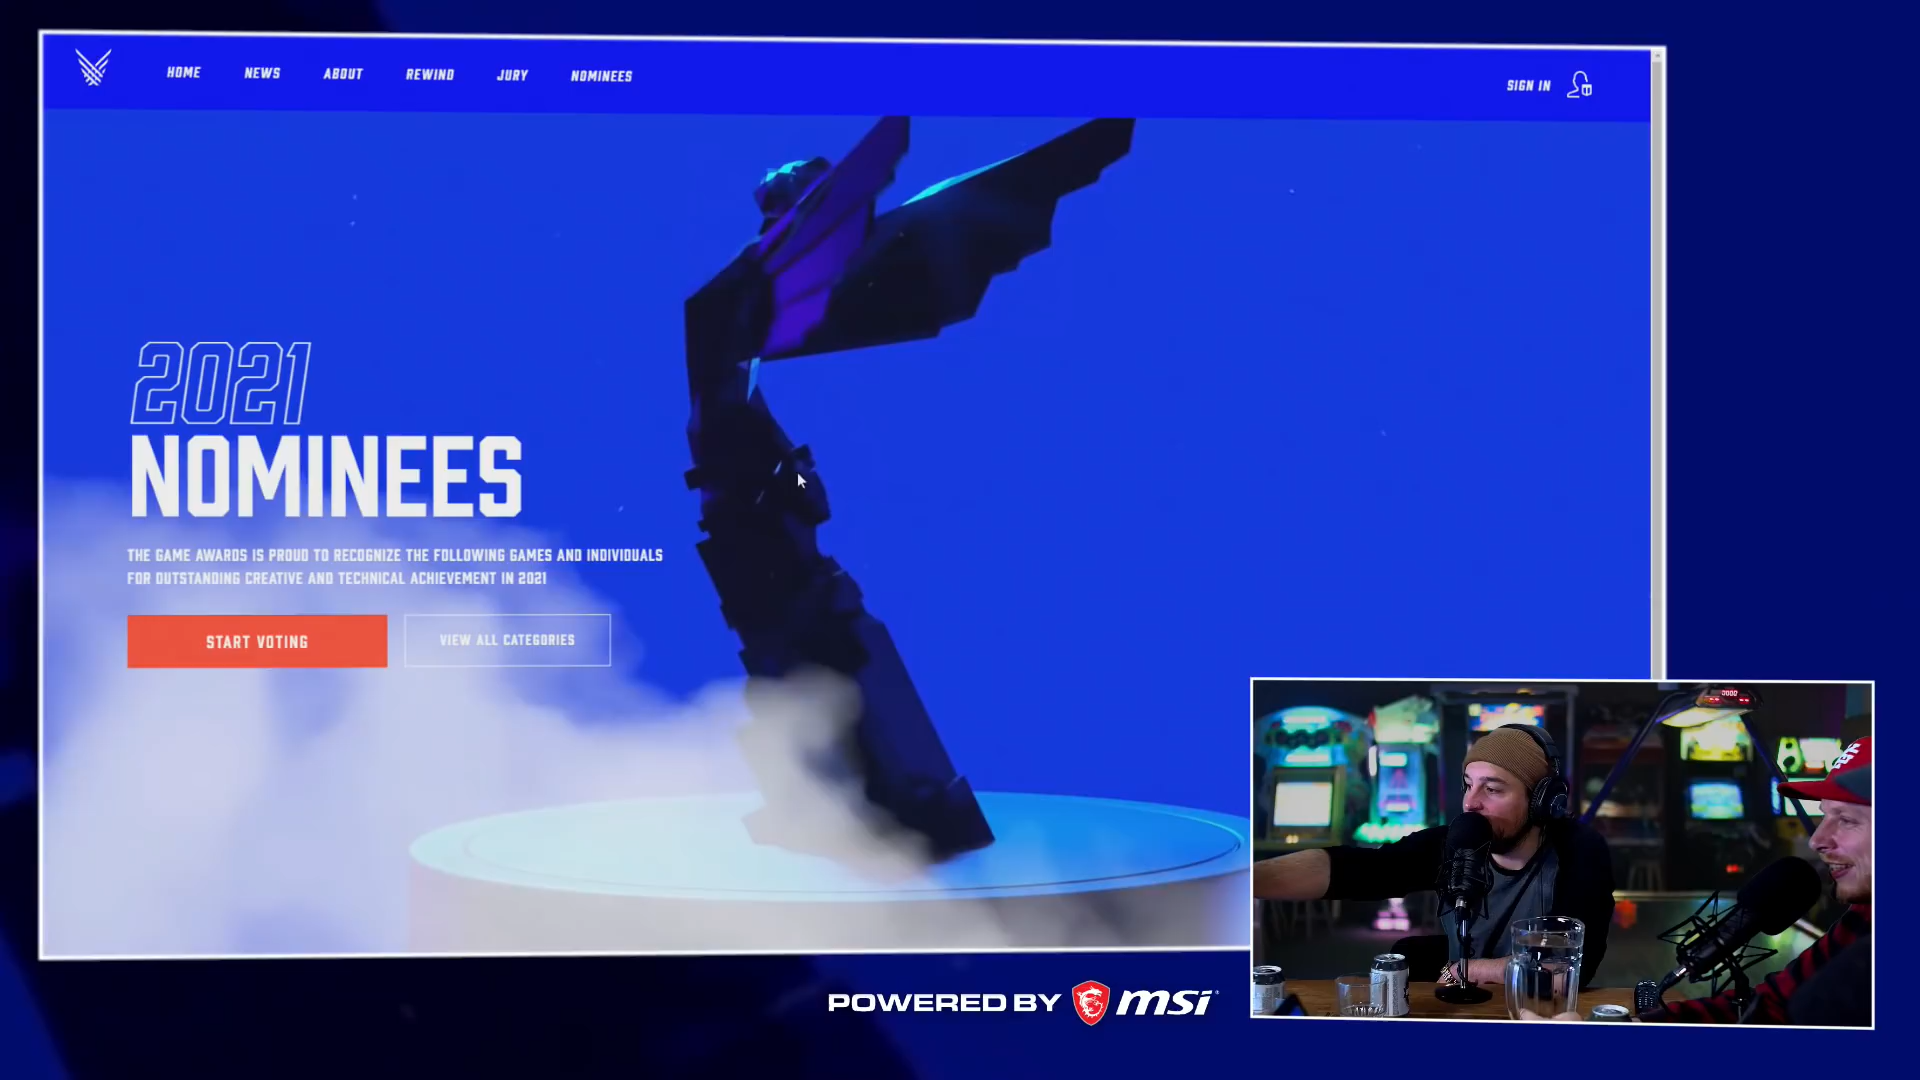 HOME NEWS ABOUT REWIND JURY NOMINEES SIGN IN
2021
NOMINEES
THE GAME AWARDS IS PROUD TO RECOGNIZE THE FOLLOWING GAMES AND INDIVIDUALS
FOR OUTSTANDING CREATIVE AND TECHNICAL ACHIEVEMENT IN 2021
START VOTING VIEW ALL CATEGORIES
POWERED BY msi